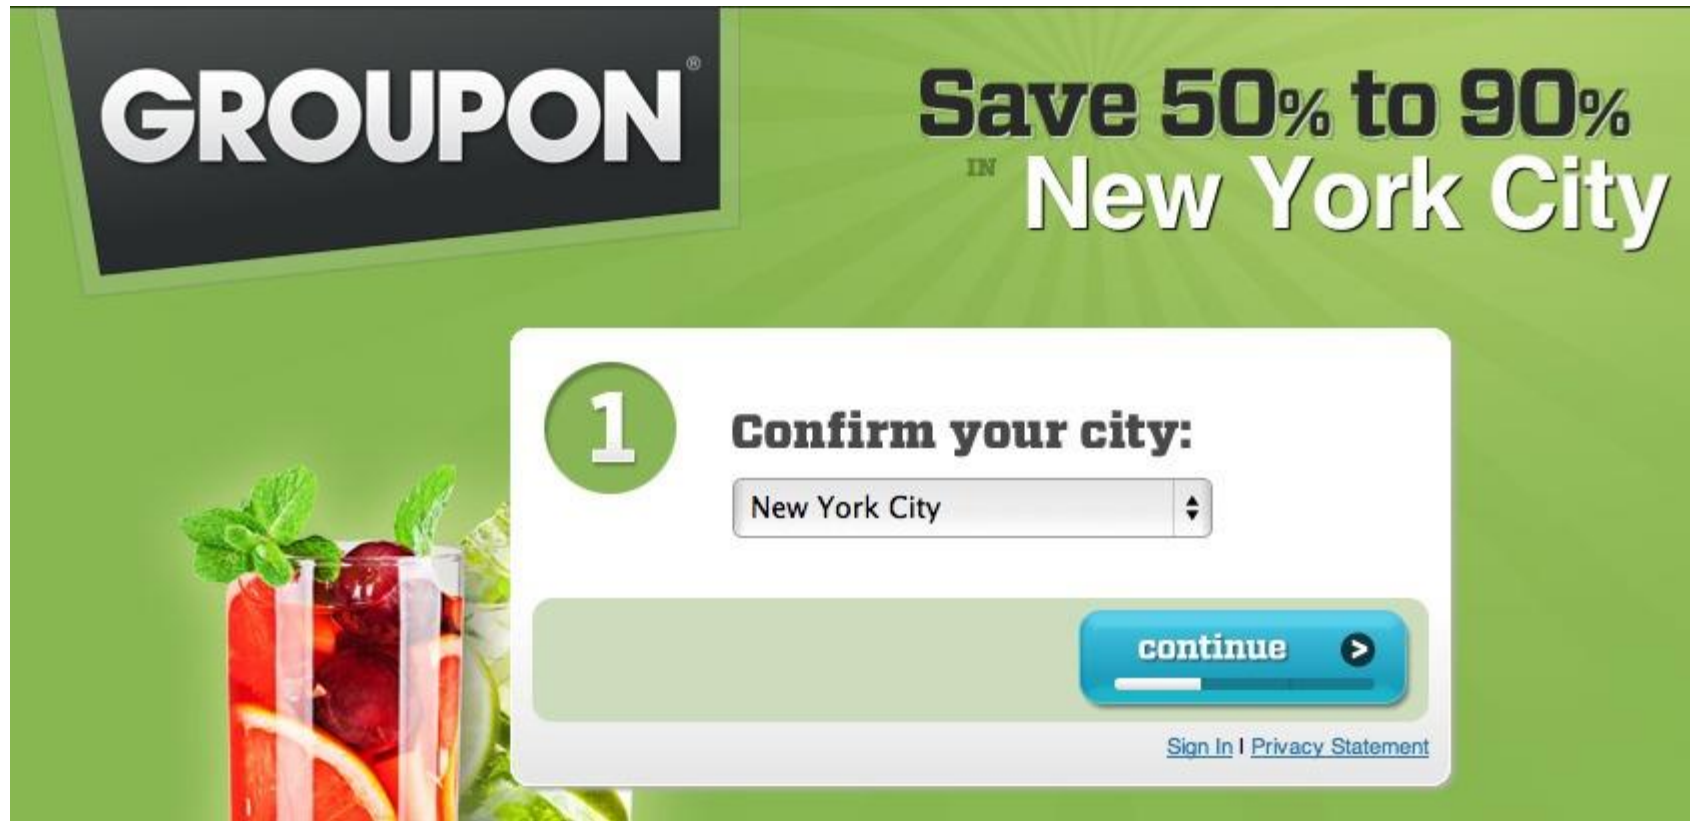 GROUPON®
Save 50% to 90%
IN New York City
1
Confirm your city:
New York City
continue >
Sign In | Privacy Statement